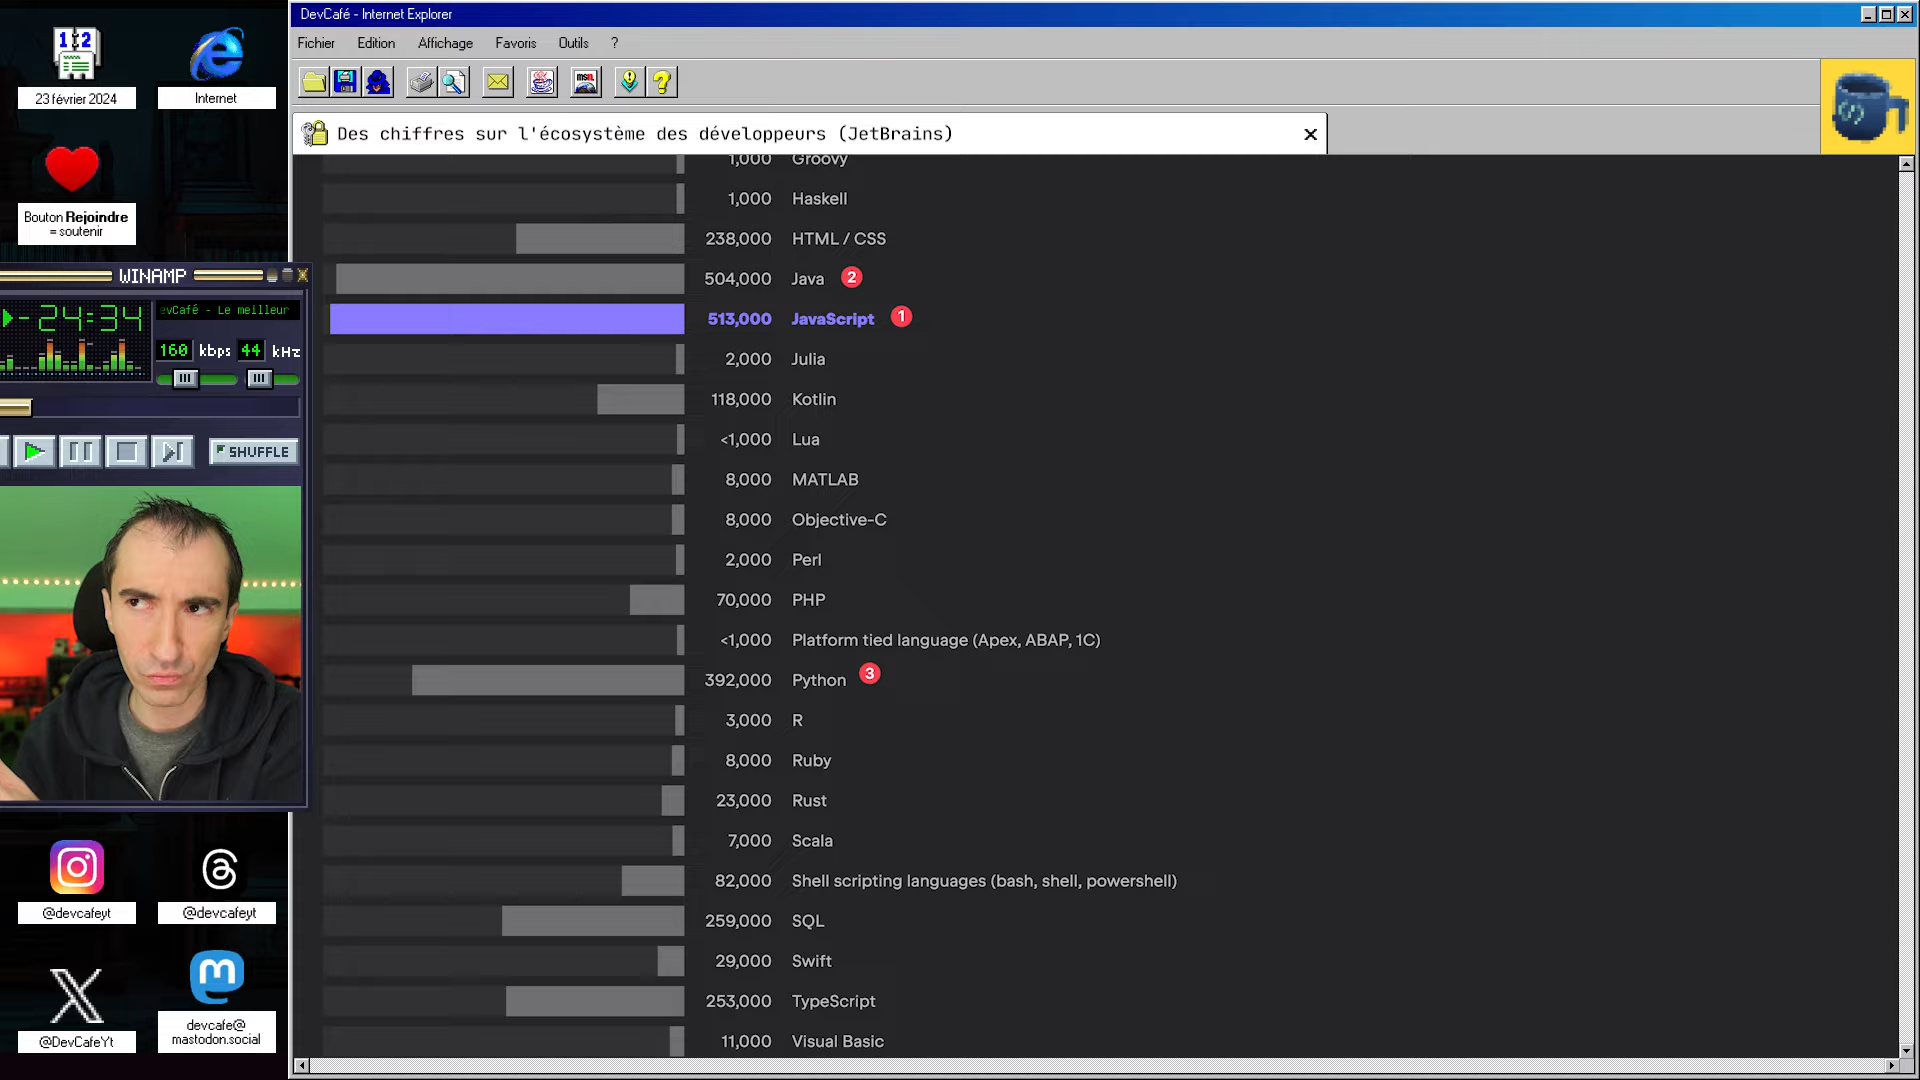 DevCafé - Internet Explorer
Fichier Edition Affichage Favoris Outils ?
msn
Des chiffres sur l'écosystème des développeurs (JetBrains)
12
23 février 2024
Internet
Bouton Rejoindre
= soutenir
WINAMP
-24:34
evCafé - Le meilleur
160 kbps 44 kHz
SHUFFLE
@devcafeyt
@devcafeyt
@DevCafeYt
devcafe@
mastodon.social
1,000 Groovy
1,000 Haskell
238,000 HTML / CSS
504,000 Java 2
513,000 JavaScript 1
2,000 Julia
118,000 Kotlin
<1,000 Lua
8,000 MATLAB
8,000 Objective-C
2,000 Perl
70,000 PHP
<1,000 Platform tied language (Apex, ABAP, 1C)
392,000 Python 3
3,000 R
8,000 Ruby
23,000 Rust
7,000 Scala
82,000 Shell scripting languages (bash, shell, powershell)
259,000 SQL
29,000 Swift
253,000 TypeScript
11,000 Visual Basic